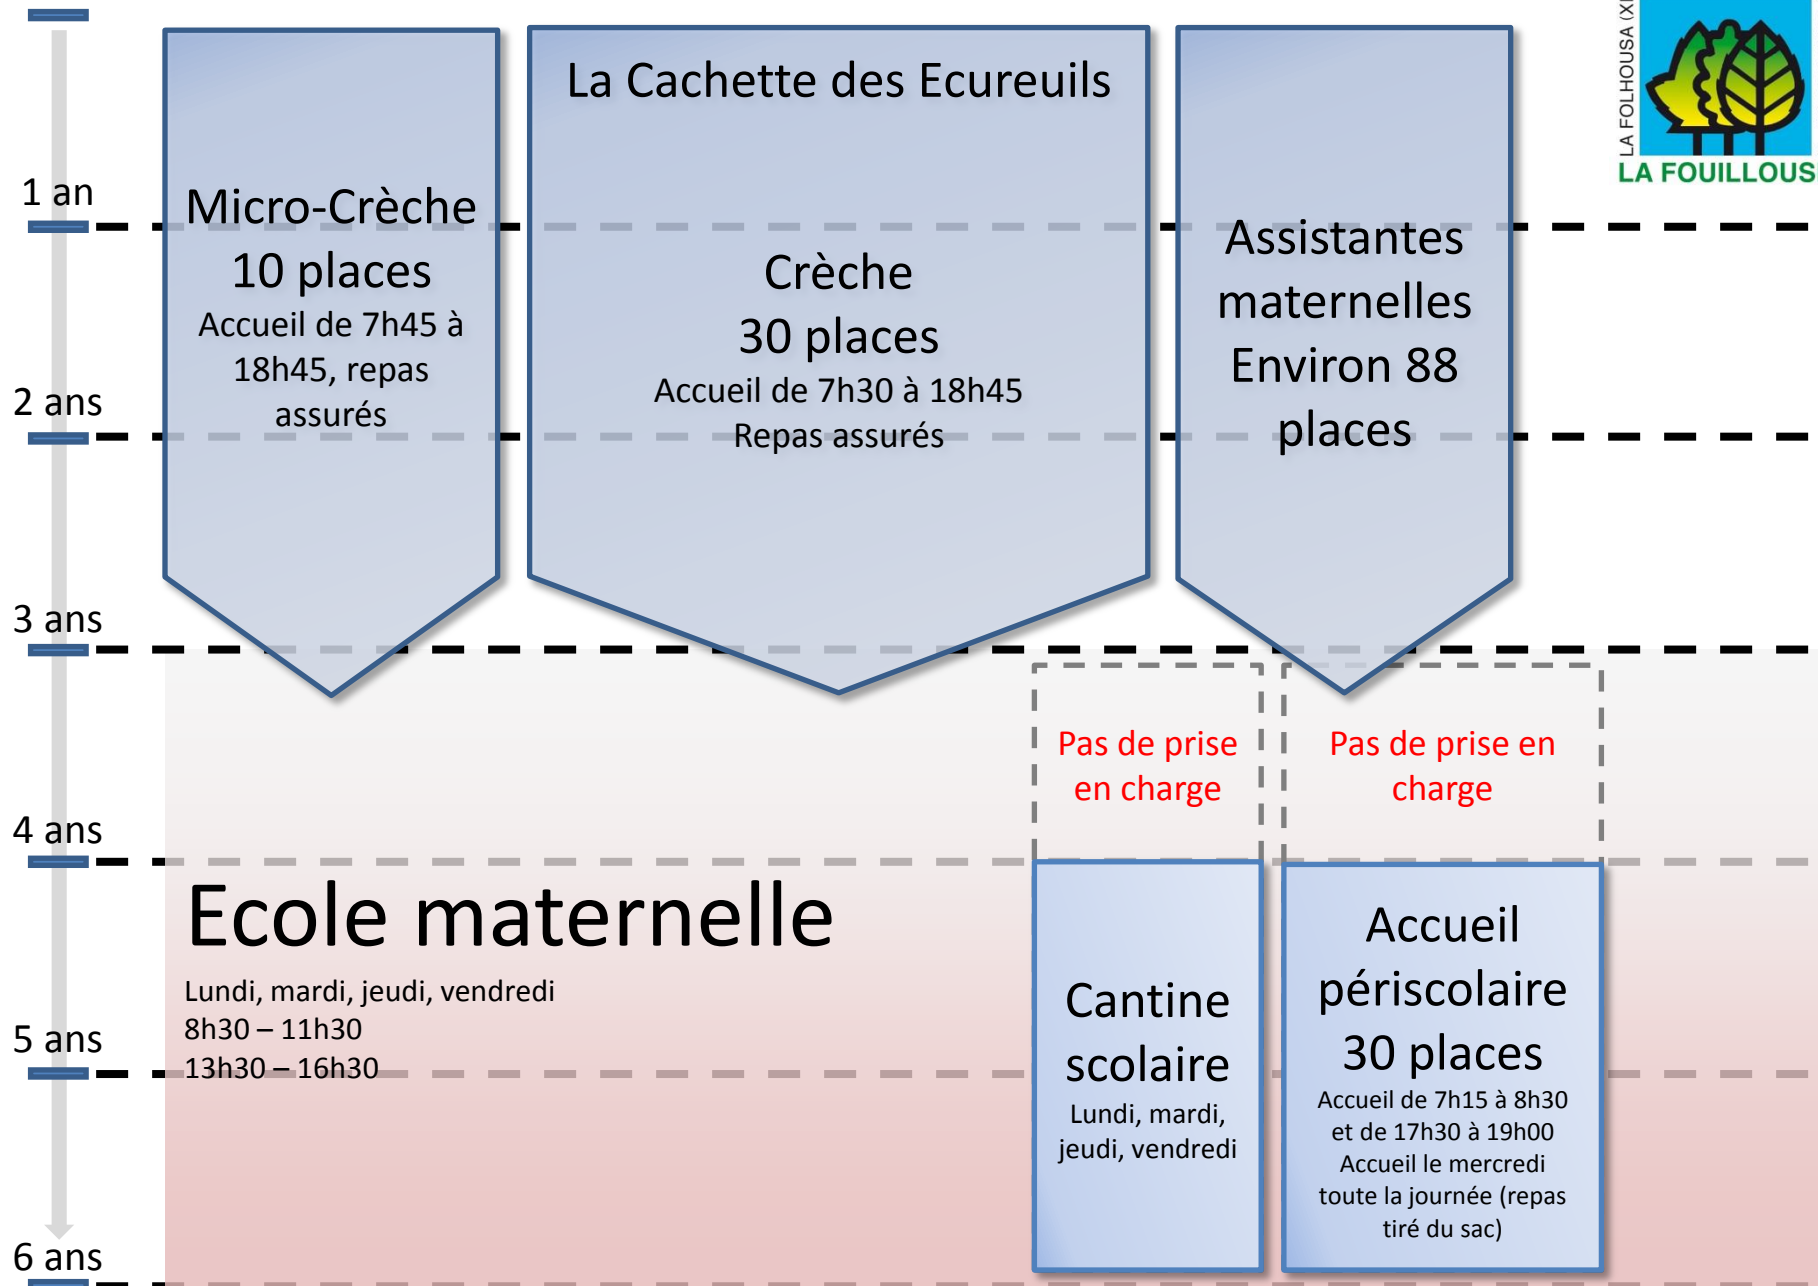 LA FOLHOUSA (XI
LA FOUILLOUS
1 an
2 ans
3 ans
4 ans
5 ans
6 ans
Micro-Crèche
10 places
Accueil de 7h45 à
18h45, repas
assurés
La Cachette des Ecureuils
Crèche
30 places
Accueil de 7h30 à 18h45
Repas assurés
Assistantes
maternelles
Environ 88
places
Pas de prise
en charge
Pas de prise en
charge
Ecole maternelle
Lundi, mardi, jeudi, vendredi
8h30 – 11h30
13h30 – 16h30
Cantine
scolaire
Lundi, mardi,
jeudi, vendredi
Accueil
périscolaire
30 places
Accueil de 7h15 à 8h30
et de 17h30 à 19h00
Accueil le mercredi
toute la journée (repas
tiré du sac)